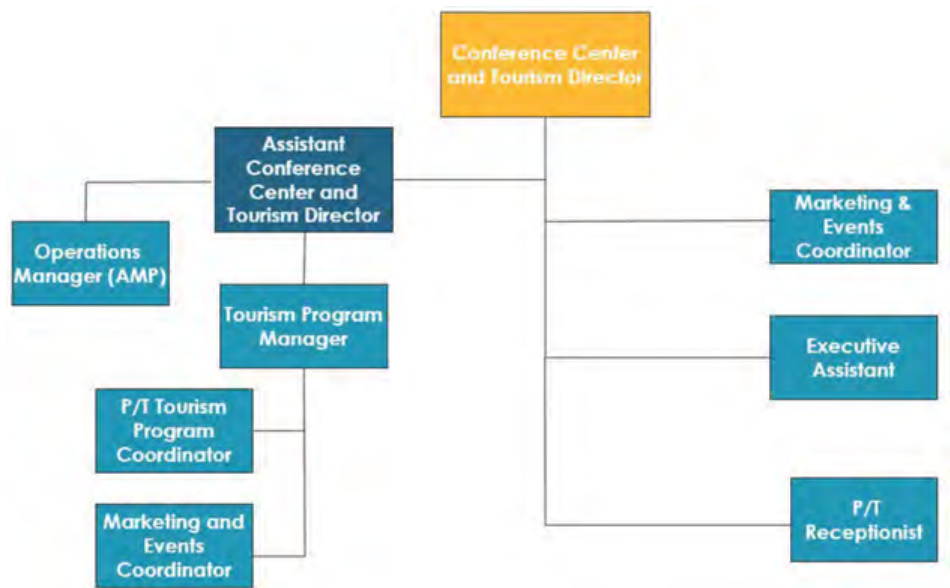 Conference Center
and Tourism Director
Assistant
Conference
Center and
Tourism Director
Operations
Manager (AMP)
Tourism Program
Manager
P/T Tourism
Program
Coordinator
Marketing and
Events
Coordinator
Marketing &
Events
Coordinator
Executive
Assistant
P/T
Receptionist